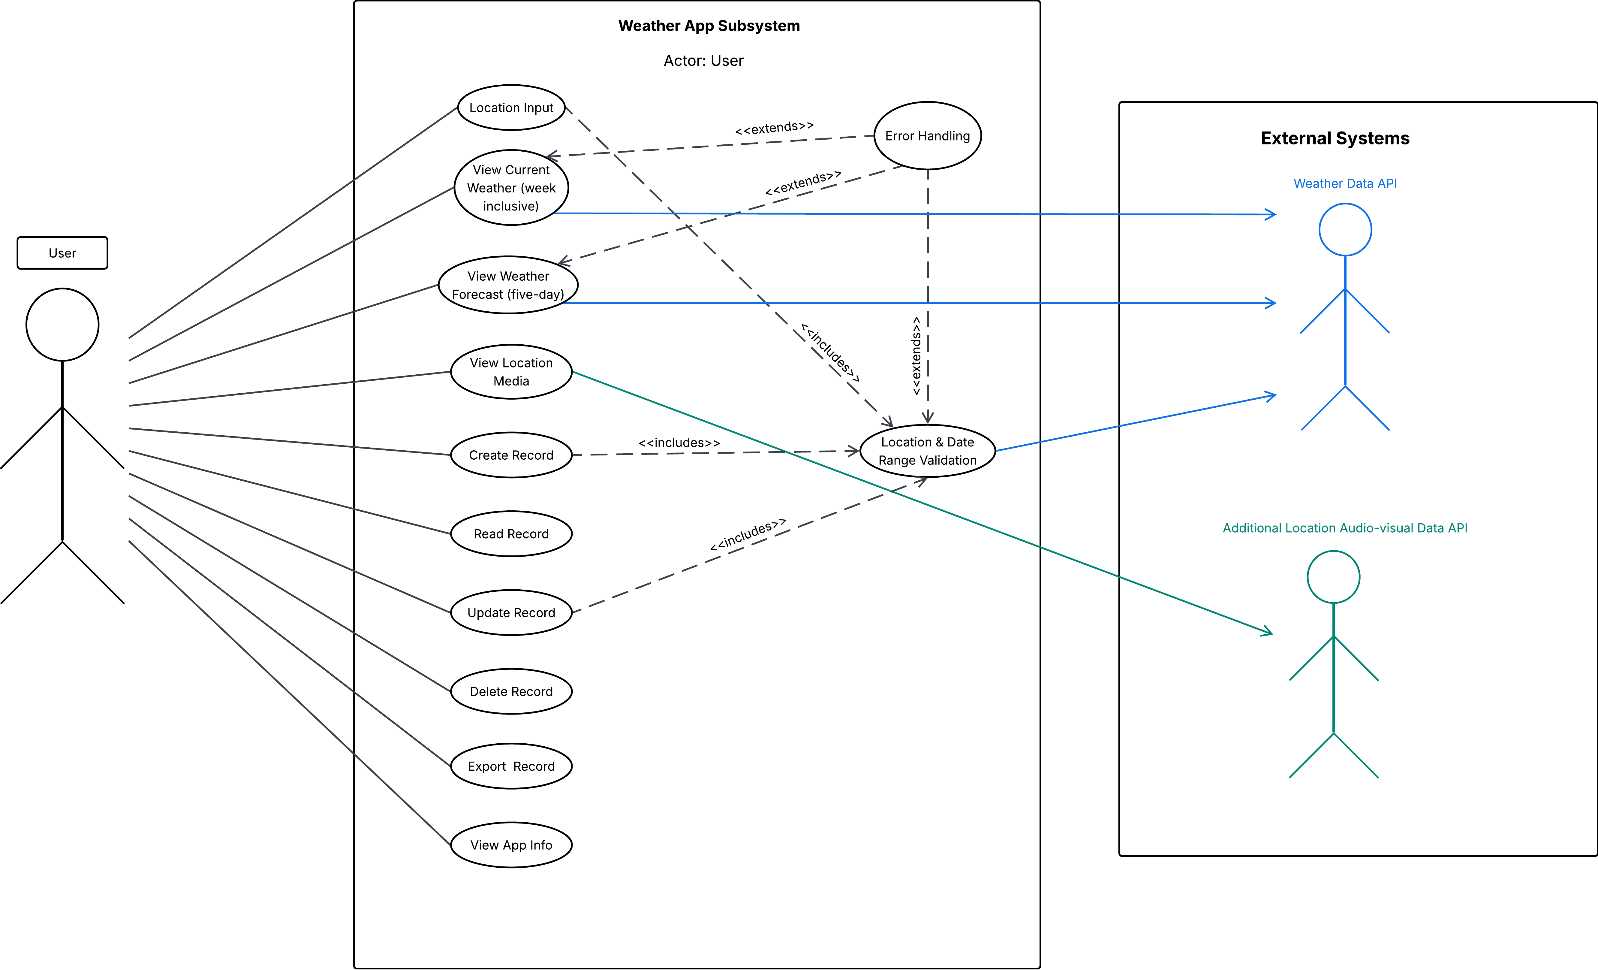 Weather App Subsystem
Actor: User
User
Location Input
View Current
Weather (week
inclusive)
View Weather
Forecast (five-day)
View Location
Media
Create Record
Read Record
Update Record
Delete Record
Export  Record
View App Info
Error Handling
<<extends>>
<<extends>>
<<extends>>
<<includes>>
<<includes>>
<<includes>>
Location & Date
Range Validation
External Systems
Weather Data API
Additional Location Audio-visual Data API